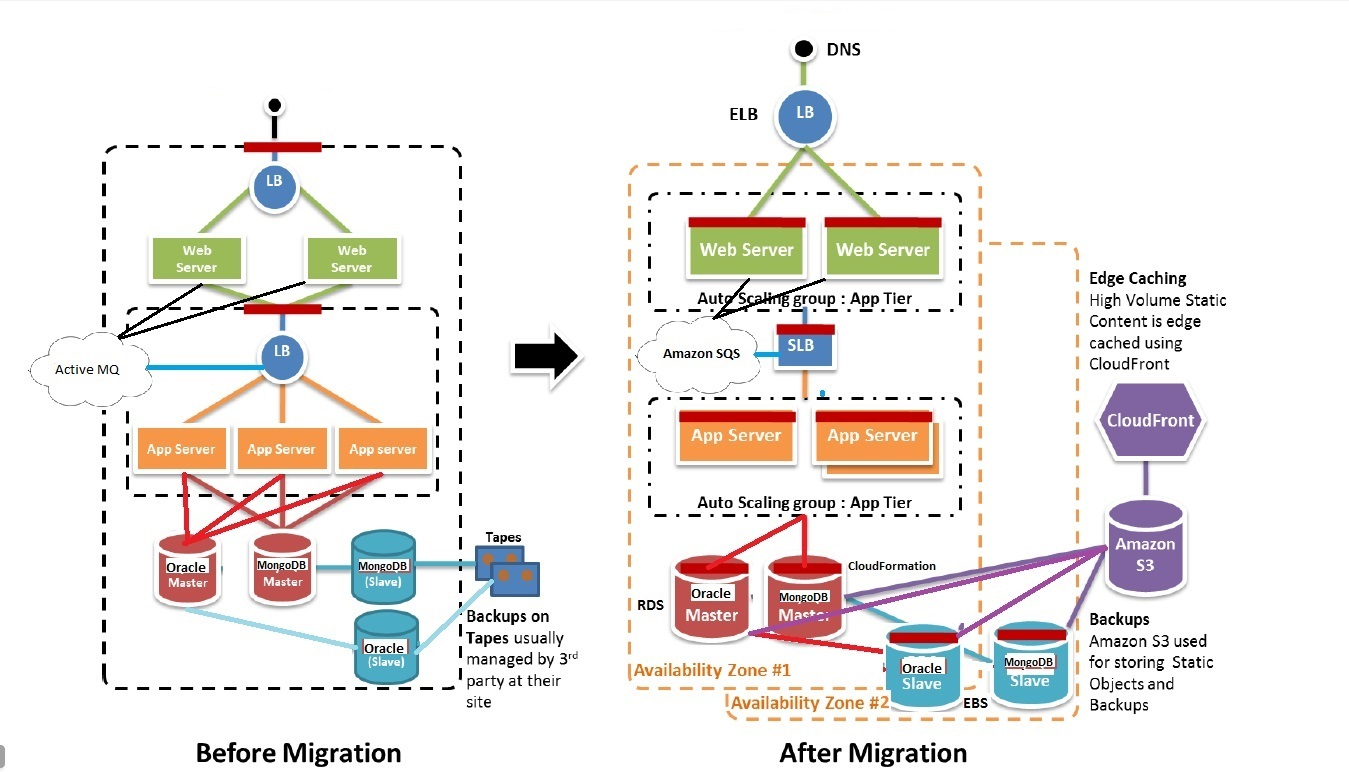 LB
Web
Server
Web
Server
Active MQ
LB
App Server
App Server
App server
Oracle
Master
MongoDB
Master
MongoDB
(Slave)
Oracle
(Slave)
Tapes
Backups on
Tapes usually
managed by 3rd
party at their
site
Before Migration
DNS
ELB
LB
Web Server
Web Server
Auto Scaling group : App Tier
Amazon SQS
SLB
App Server
App Server
Auto Scaling group : App Tier
RDS
Oracle
Master
MongoDB
Master
CloudFormation
Availability Zone #1
Oracle
Slave
EBS
MongoDB
Slave
Availability Zone #2
Edge Caching
High Volume Static
Content is edge
cached using
CloudFront
CloudFront
Amazon
S3
Backups
Amazon S3 used
for storing Static
Objects and
Backups
After Migration